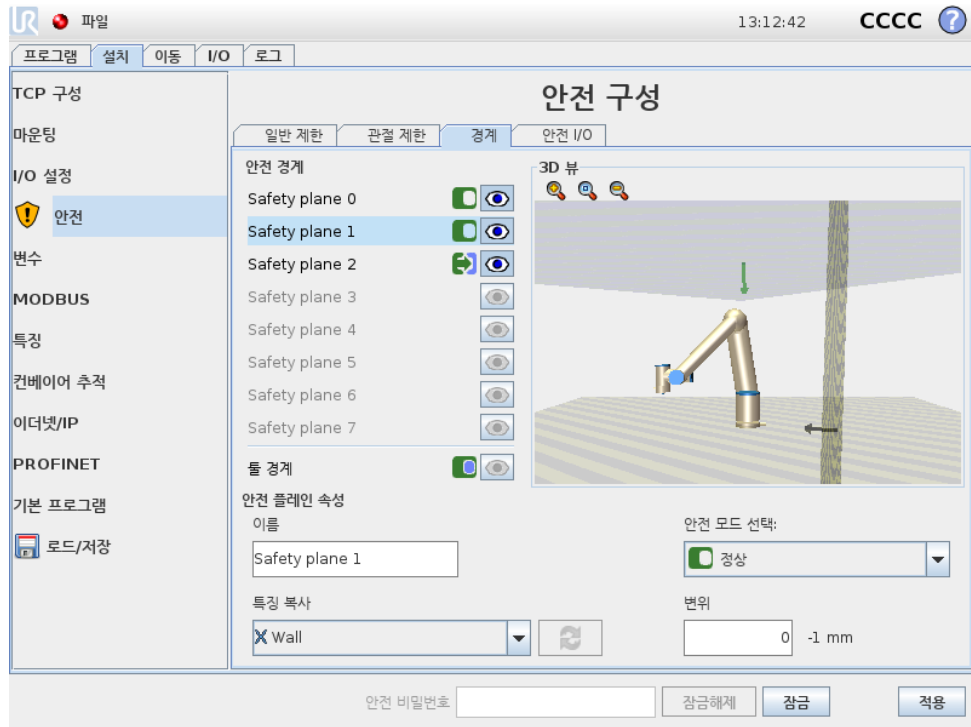 UR 파일 13:12:42 CCCC ?
프로그램 설치 이동 I/O 로그
TCP 구성
마운팅
I/O 설정
안전
변수
MODBUS
특징
컨베이어 추적
이더넷/IP
PROFINET
기본 프로그램
로드/저장
안전 구성
일반 제한 관절 제한 경계 안전 I/O
안전 경계
Safety plane 0
Safety plane 1
Safety plane 2
Safety plane 3
Safety plane 4
Safety plane 5
Safety plane 6
Safety plane 7
툴 경계
3D 뷰
안전 플레인 속성
이름
Safety plane 1
안전 모드 선택:
정상
특징 복사
Wall
변위
0 -1 mm
안전 비밀번호 잠금해제 잠금 적용